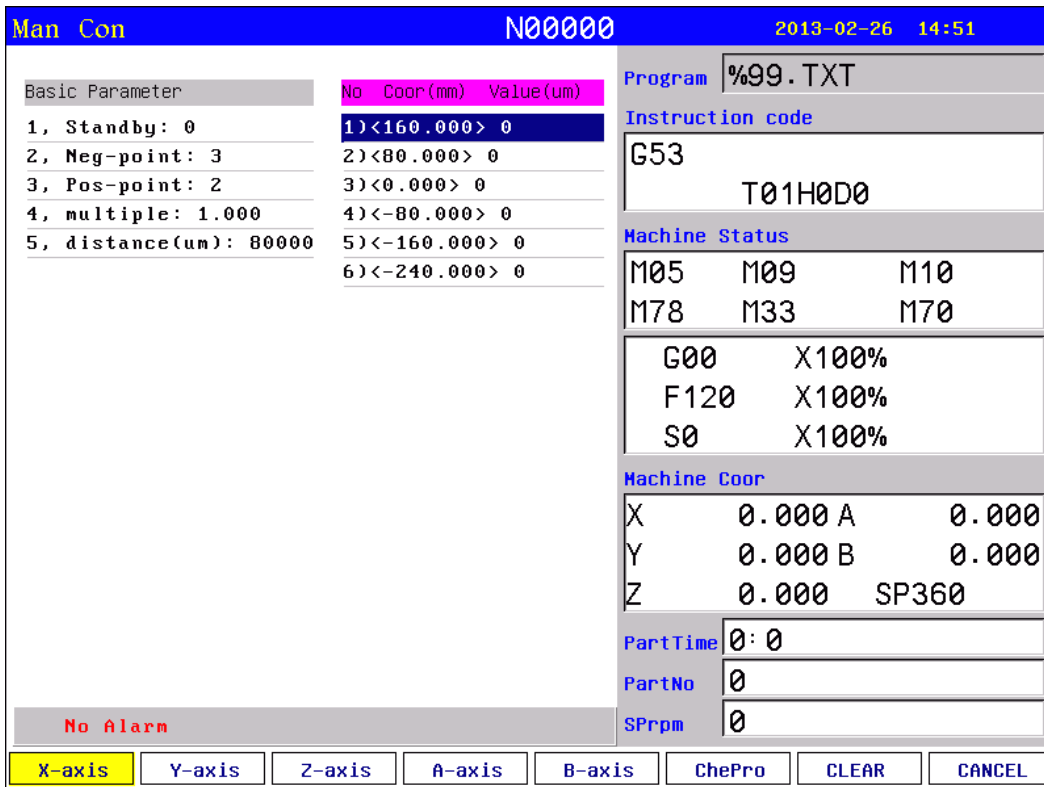 Man Con N00000 2013-02-26 14:51
Basic Parameter
1, Standby: 0
2, Neg-point: 3
3, Pos-point: 2
4, multiple: 1.000
5, distance(um): 80000
No Coor(mm) Value(um)
1)<160.000> 0
2)<80.000> 0
3)<0.000> 0
4)<-80.000> 0
5)<-160.000> 0
6)<-240.000> 0
No Alarm
Program %99.TXT
Instruction code
G53
T01H0D0
Machine Status
M05 M09 M10
M78 M33 M70
G00 X100%
F120 X100%
S0 X100%
Machine Coor
X 0.000 A 0.000
Y 0.000 B 0.000
Z 0.000 SP360
PartTime 0: 0
PartNo 0
SPrpm 0
X-axis Y-axis Z-axis A-axis B-axis ChePro CLEAR CANCEL